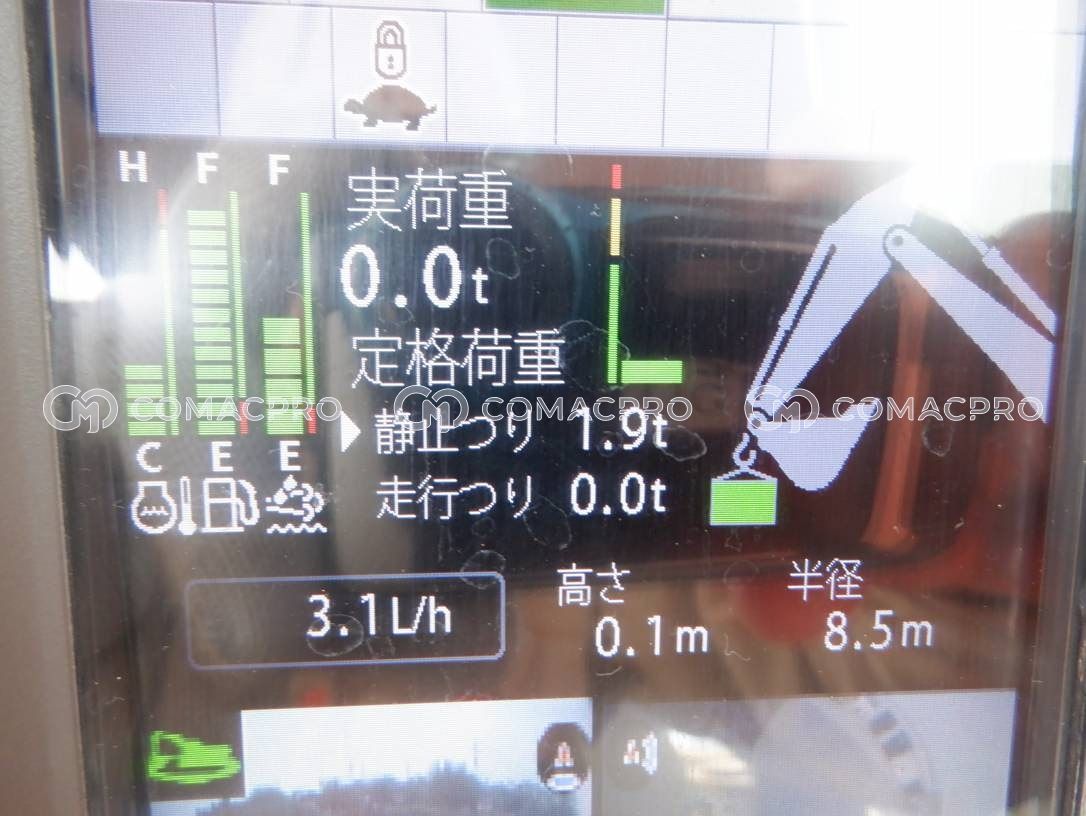 H F F
実荷重
0.0t
定格荷重
COMACPRO COMACPRO COMACPRO
静止つり 1.9t
走行つり 0.0t
C E E
3.1L/h
高さ
0.1m
半径
8.5m